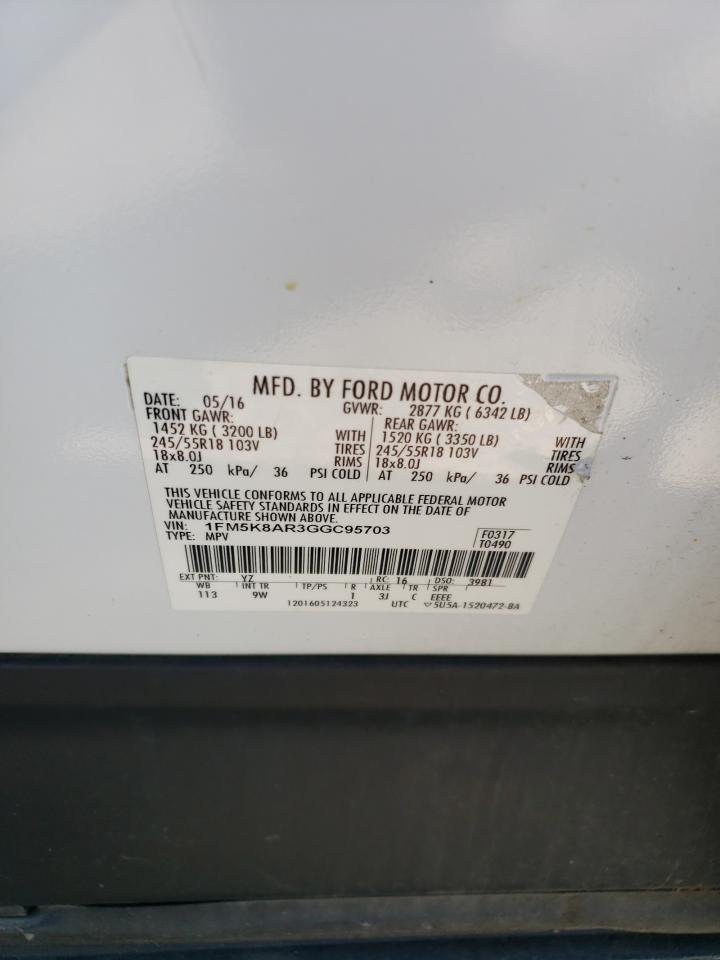 MFD. BY FORD MOTOR CO.
DATE: 05/16 GVWR: 2877 KG ( 6342 LB)
FRONT GAWR: REAR GAWR:
1452 KG ( 3200 LB) WITH 1520 KG ( 3350 LB) WITH
245/55R18 103V TIRES 245/55R18 103V TIRES
18x8.0J RIMS 18x8.0J RIMS
AT 250 kPa/ 36 PSI COLD AT 250 kPa/ 36 PSI COLD
THIS VEHICLE CONFORMS TO ALL APPLICABLE FEDERAL MOTOR
VEHICLE SAFETY STANDARDS IN EFFECT ON THE DATE OF
MANUFACTURE SHOWN ABOVE.
VIN: 1FM5K8AR3GGC95703 F0317
TYPE: MPV T0490
EXT PNT: YZ RC: 16 DSO: 3981
WB INT TR TP/PS R AXLE TR SPR
113 9W 1 3J C EEEE
1201605124323 UTC ▽5U5A-1520472-BA